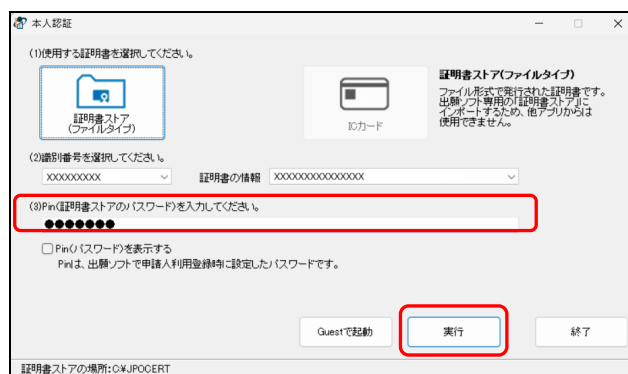 本人認証
(1)使用する証明書を選択してください。
証明書ストア
(ファイルタイプ)
ICカード
証明書ストア(ファイルタイプ)
ファイル形式で発行された証明書です。
出願ソフト専用の「証明書ストア」に
インポートするため、他アプリからは
使用できません。
(2)識別番号を選択してください。
XXXXXXXXX
証明書の情報
XXXXXXXXXXXXXXX
(3)Pin(証明書ストアのパスワード)を入力してください。
●●●●●●●
Pin(パスワード)を表示する
Pinは、出願ソフトで申請人利用登録時に設定したパスワードです。
Guestで起動
実行
終了
証明書ストアの場所:C:¥JPOCERT